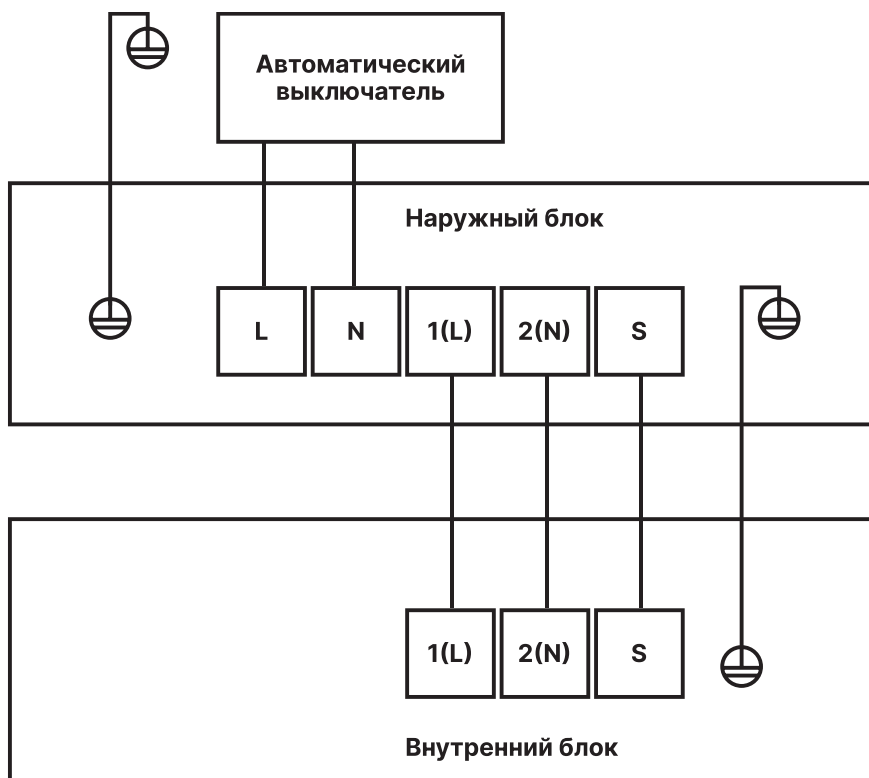 Автоматический
выключатель
Наружный блок
L N 1(L) 2(N) S
1(L) 2(N) S
Внутренний блок